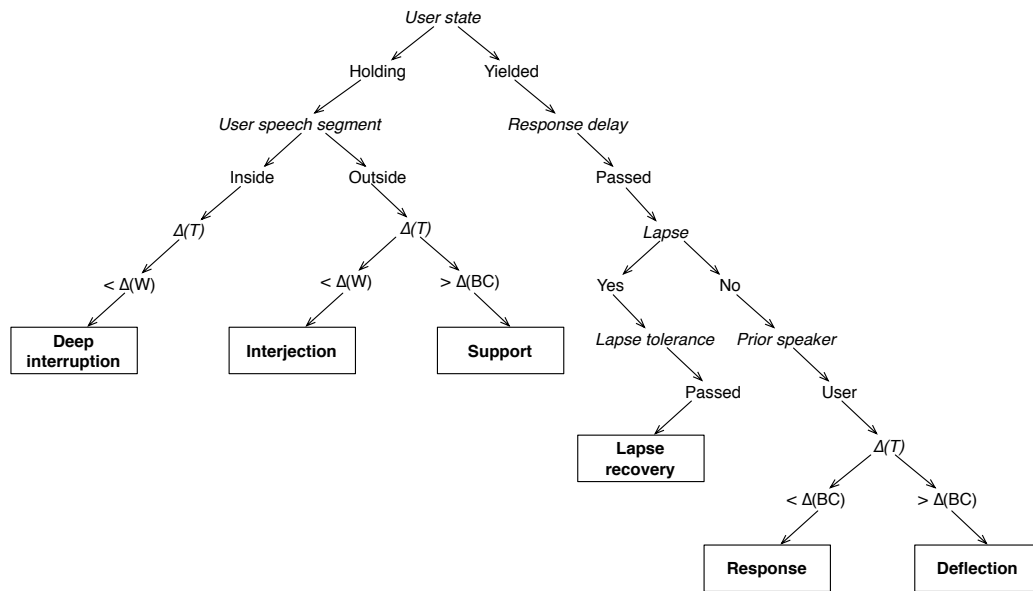 User state
Holding
Yielded
User speech segment
Response delay
Inside
Outside
Passed
Δ(T)
Δ(T)
Lapse
< Δ(W)
< Δ(W)
> Δ(BC)
Yes
No
Deep
interruption
Interjection
Support
Lapse tolerance
Prior speaker
Passed
User
Lapse
recovery
Δ(T)
< Δ(BC)
> Δ(BC)
Response
Deflection